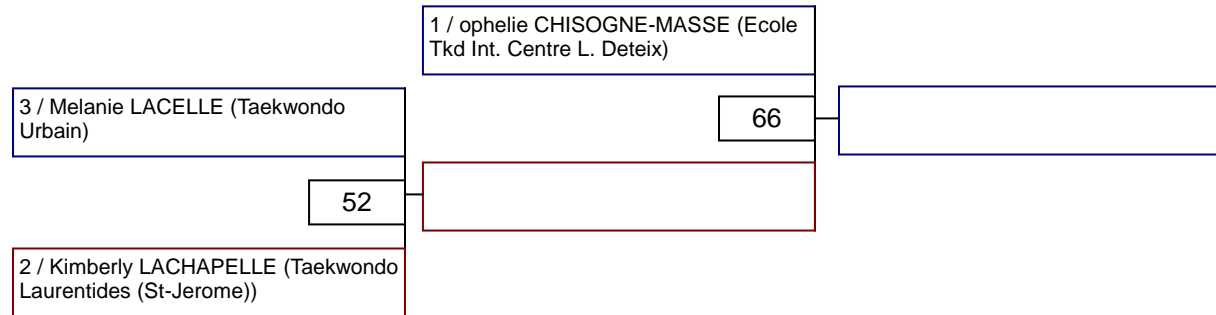 1 / ophelie CHISOGNE-MASSE (Ecole
Tkd Int. Centre L. Deteix)
3 / Melanie LACELLE (Taekwondo
Urbain)
66
52
2 / Kimberly LACHAPELLE (Taekwondo
Laurentides (St-Jerome))